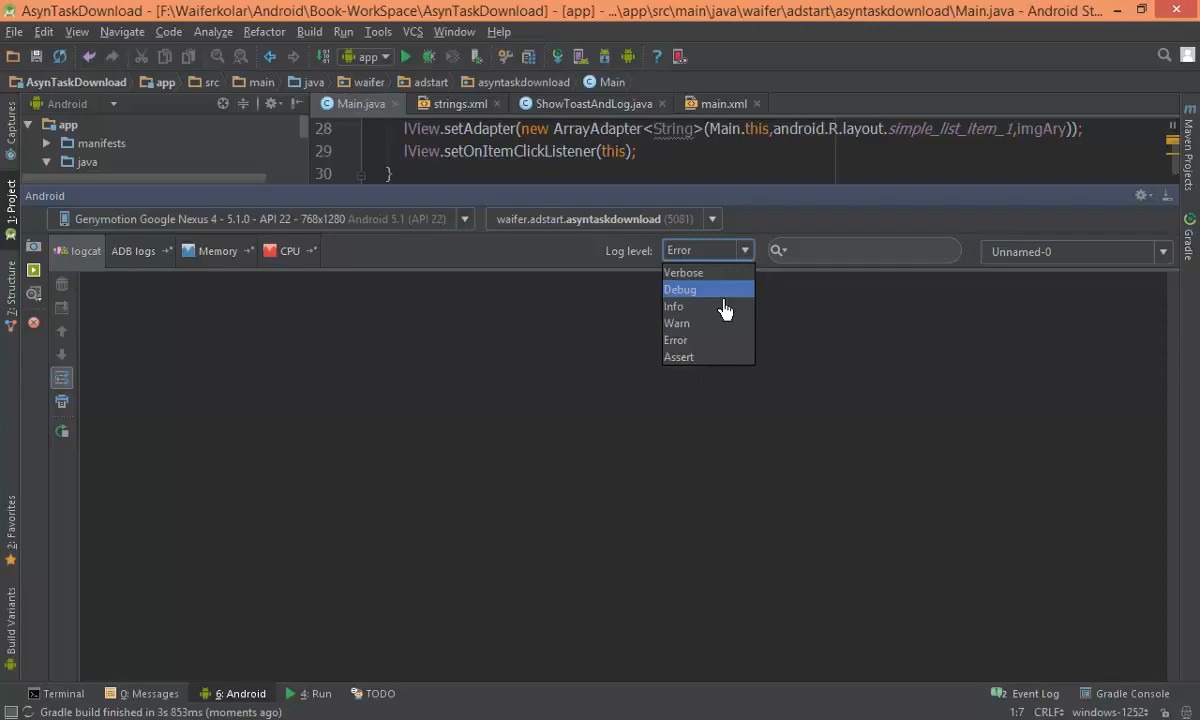 AsynTaskDownload - [F:\Waiferkolar\Android\Book-WorkSpace\AsynTaskDownload] - [app] - ...\app\src\main\java\waifer\adstart\asyntaskdownload\Main.java - Android St...
File Edit View Navigate Code Analyze Refactor Build Run Tools VCS Window Help
app
AsynTaskDownload app src main java waifer adstart asyntaskdownload Main
Android Main.java strings.xml ShowToastAndLog.java main.xml
app 28 lView.setAdapter(new ArrayAdapter<String>(Main.this,android.R.layout.simple_list_item_1,imgAry));
manifests 29 lView.setOnItemClickListener(this);
java
30 }
Android
Genymotion Google Nexus 4 - 5.1.0 - API 22 - 768x1280 Android 5.1 (API 22) waifer.adstart.asyntaskdownload (5081)
logcat ADB logs Memory CPU Log level: Error Unnamed-0
Verbose
Debug
Info
Warn
Error
Assert
Captures
1: Project
7: Structure
2: Favorites
Build Variants
Maven Projects
Gradle
Terminal 0: Messages 6: Android 4: Run TODO Event Log Gradle Console
Gradle build finished in 3s 853ms (moments ago) 1:7 CRLF windows-1252